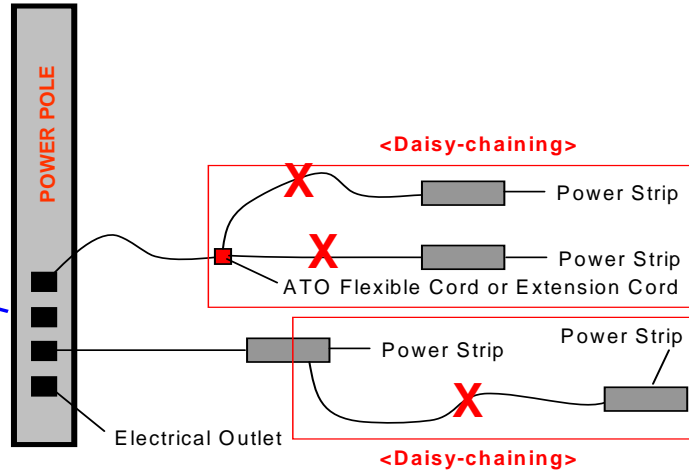 POWER POLE
<Daisy-chaining>
Power Strip
Power Strip
ATO Flexible Cord or Extension Cord
Power Strip
Power Strip
Electrical Outlet
<Daisy-chaining>